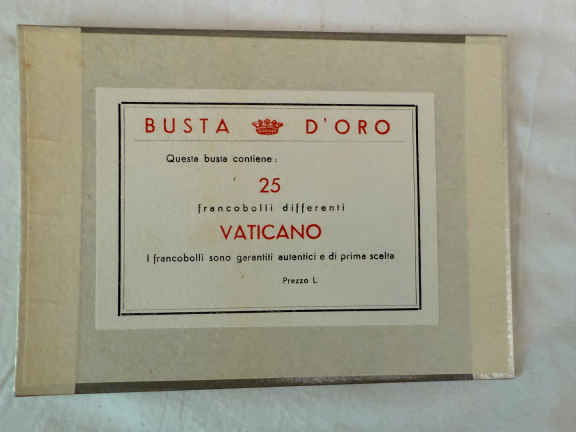 BUSTA D'ORO
Questa busta contiene:
25
francobolli differenti
VATICANO
I francobolli sono garantiti autentici e di prima scelta
Prezzo L.